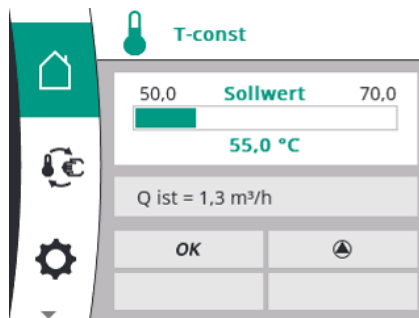 T-const
50,0 Sollwert 70,0
55,0 °C
Q ist = 1,3 m³/h
OK